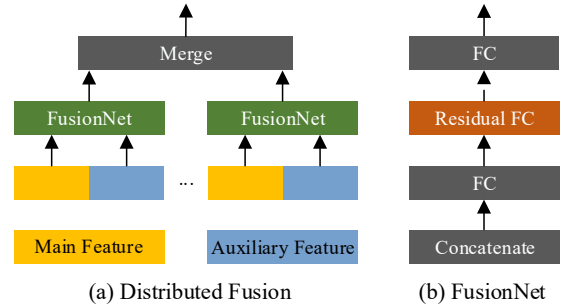 Merge
FusionNet FusionNet
...
Main Feature Auxiliary Feature
(a) Distributed Fusion
FC
Residual FC
FC
Concatenate
(b) FusionNet